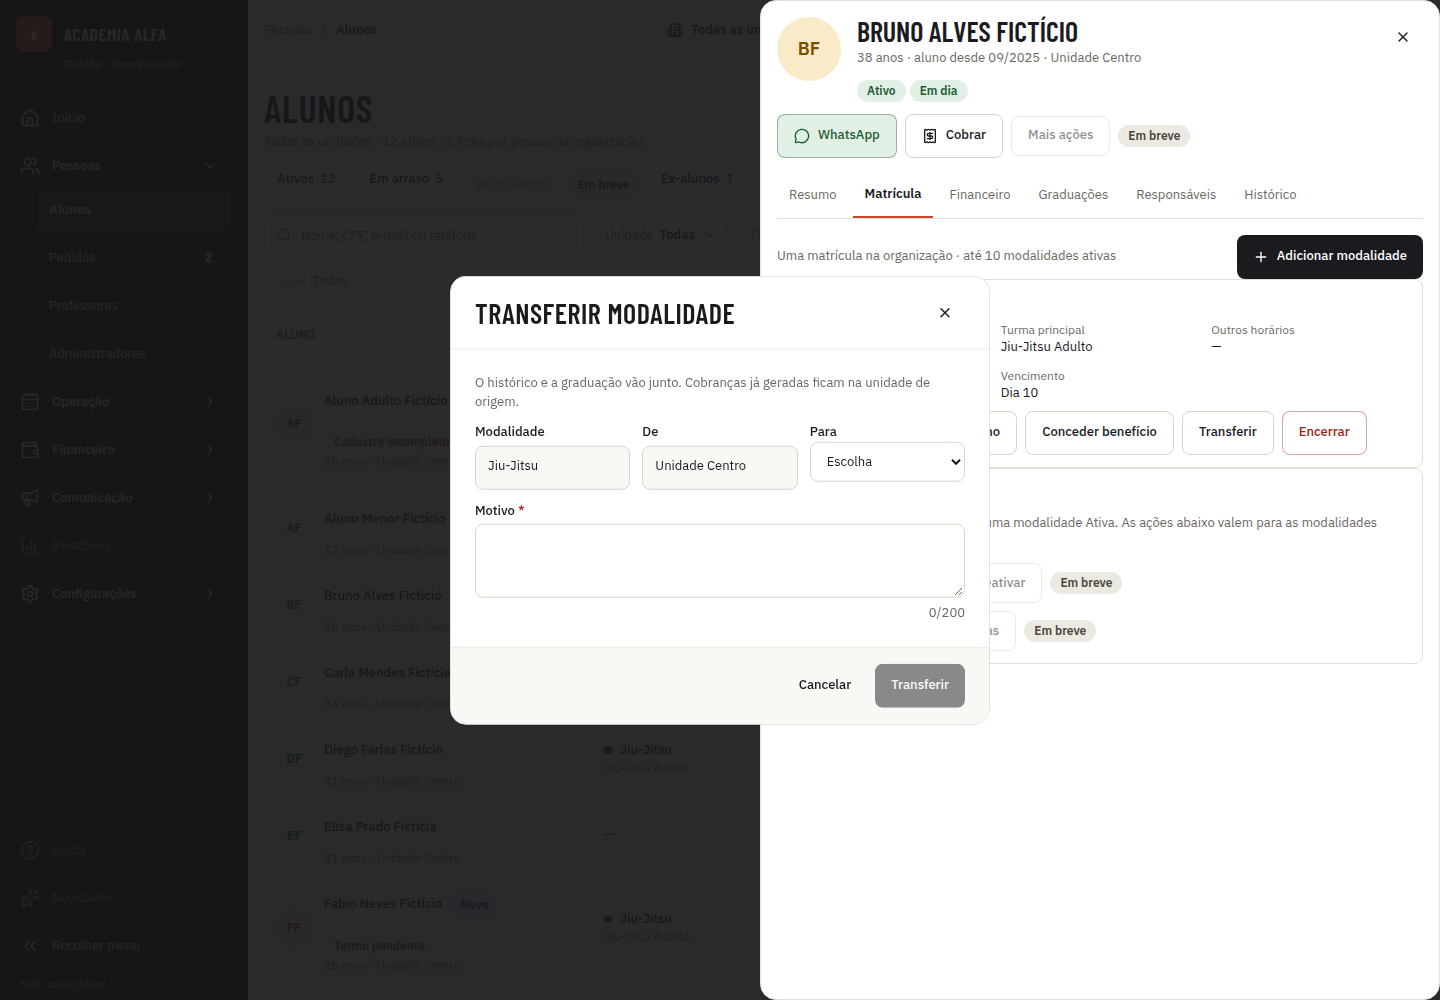 A ACADEMIA ALFA
Gestão · Coordenador
Início
Pessoas
Alunos
Pedidos 2
Professores
Administradores
Operação
Financeiro
Comunicação
Relatórios
Configurações
Ajuda
Novidades
Recolher menu
feito com
Pessoas > Alunos
Todas as un
ALUNOS
Todas as unidades · 12 ativos · 1 ficha por pessoa na organização
Ativos 12 Em atraso 5 Bloqueados Em breve Ex-alunos 1
Nome, CPF, e-mail ou telefone
Unidade Todas
Nível Todos
ALUNO
AF Aluno Adulto Fictício
Cadastro incompleto
36 anos · Unidade Cent
AF Aluno Menor Fictício
12 anos · Unidade Cent
BF Bruno Alves Fictício
38 anos · Unidade Cent
CF Carla Mendes Fictícia
33 anos · Unidade Cent
DF Diego Farias Fictício
41 anos · Unidade Centro
Jiu-Jitsu
Jiu-Jitsu Adulto
EF Elisa Prado Fictícia
31 anos · Unidade Centro
—
FF Fábio Neves Fictício Novo
Termo pendente
26 anos · Unidade Centro
Jiu-Jitsu
Jiu-Jitsu Adulto
BF
BRUNO ALVES FICTÍCIO
38 anos · aluno desde 09/2025 · Unidade Centro
Ativo Em dia
WhatsApp Cobrar Mais ações Em breve
Resumo Matrícula Financeiro Graduações Responsáveis Histórico
Uma matrícula na organização · até 10 modalidades ativas
+ Adicionar modalidade
Turma principal
Jiu-Jitsu Adulto
Outros horários
—
Vencimento
Dia 10
no Conceder benefício Transferir Encerrar
uma modalidade Ativa. As ações abaixo valem para as modalidades
eativar Em breve
as Em breve
TRANSFERIR MODALIDADE
O histórico e a graduação vão junto. Cobranças já geradas ficam na unidade de
origem.
Modalidade De Para
Jiu-Jitsu Unidade Centro Escolha
Motivo *
0/200
Cancelar Transferir